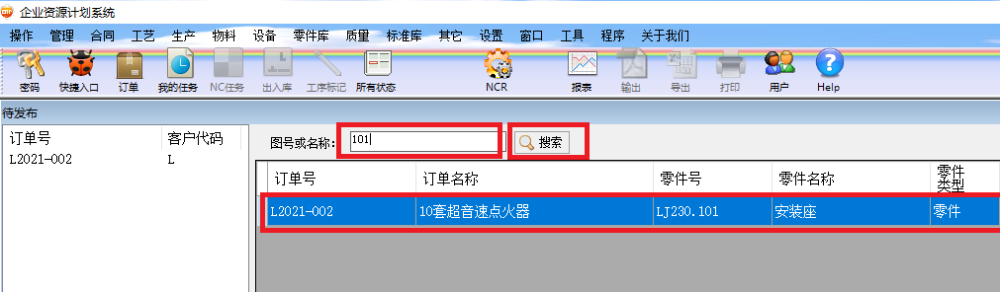 企业资源计划系统
操作 管理 合同 工艺 生产 物料 设备 零件库 质量 标准库 其它 设置 窗口 工具 程序 关于我们
密码 快捷入口 订单 我的任务 NC任务 出入库 工序标记 所有状态 NCR 报表 输出 导出 打印 用户 Help
待发布
订单号 客户代码
L2021-002 L
图号或名称: 101 搜索
订单号 订单名称 零件号 零件名称 零件类型
L2021-002 10套超音速点火器 LJ230.101 安装座 零件